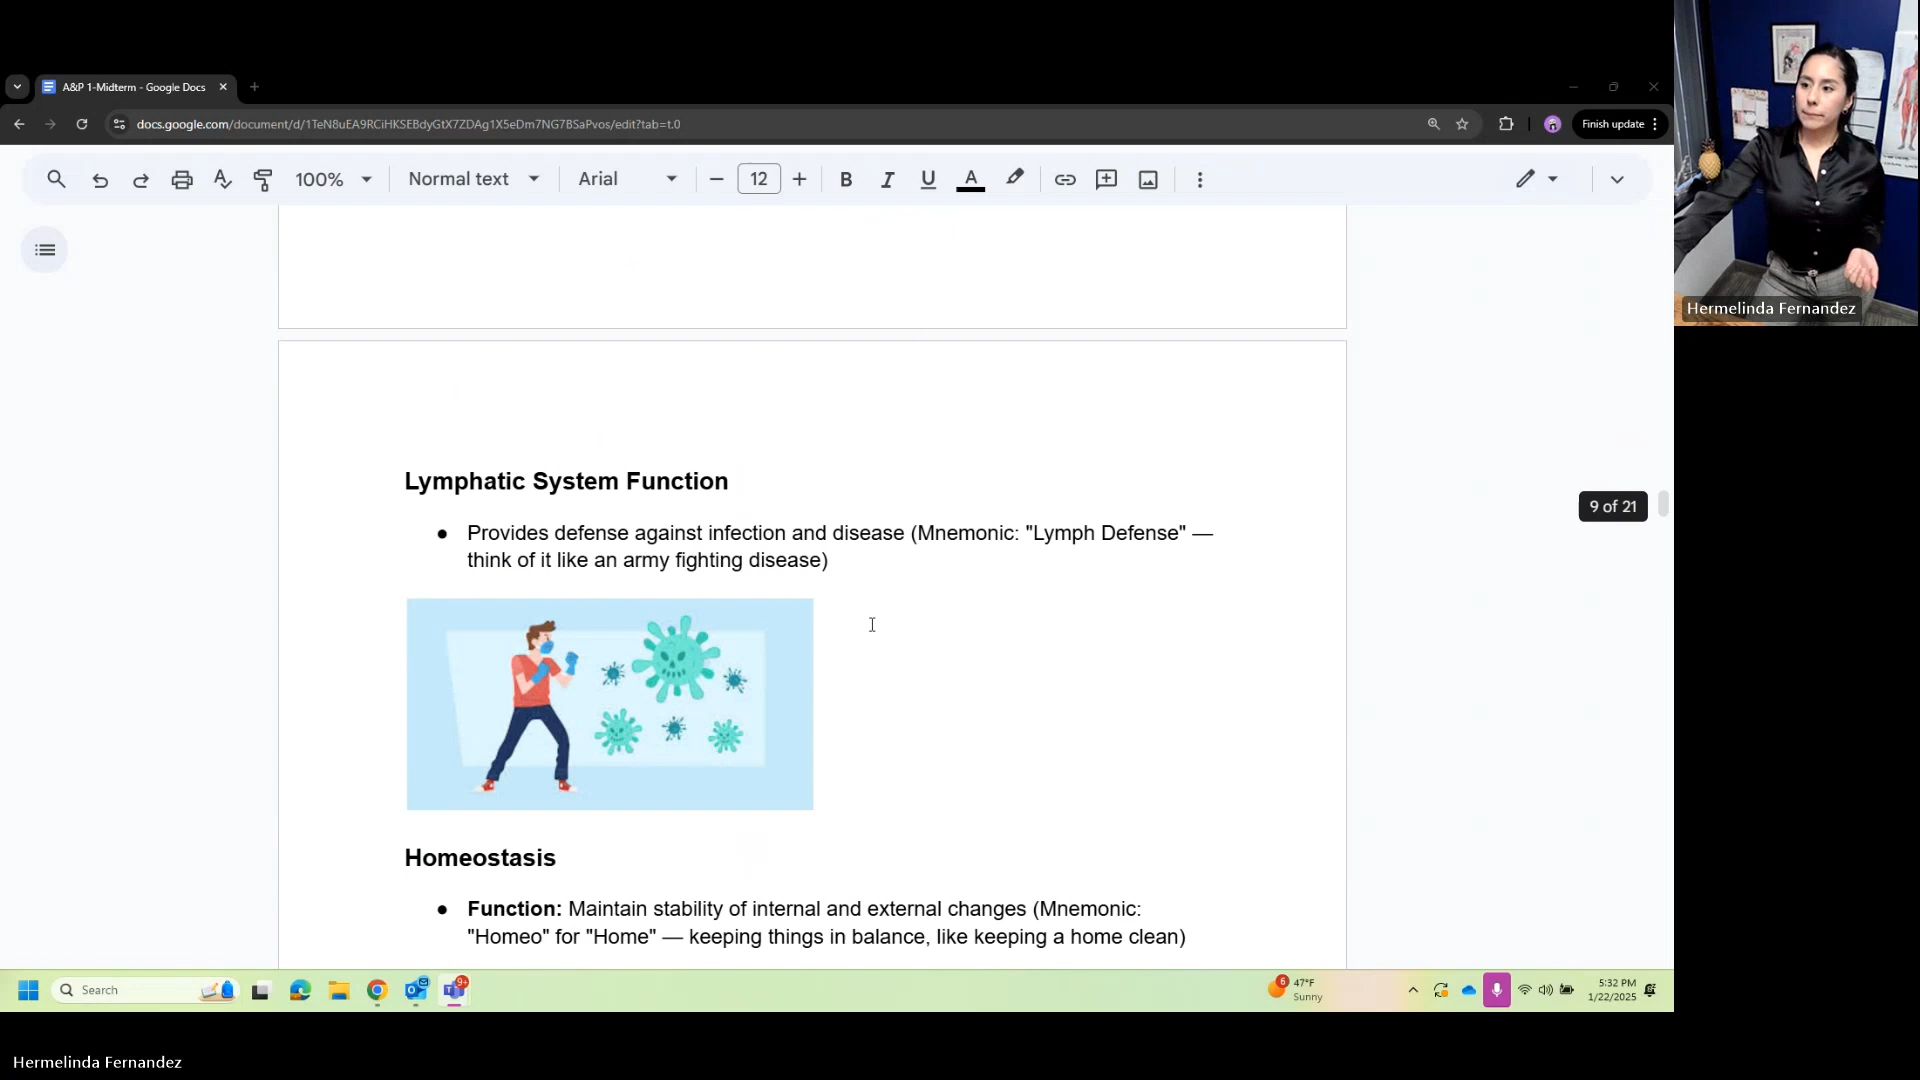 A&P 1-Midterm - Google Docs
docs.google.com/document/d/1TeN8uEA9RCiHKSEBdyGtX7ZDAg1X5eDm7NG7BSaPvos/edit?tab=t.0
Finish update
100%
Normal text
Arial
12
B
I
U
A
Hermelinda Fernandez
Lymphatic System Function
● Provides defense against infection and disease (Mnemonic: "Lymph Defense" —
think of it like an army fighting disease)
9 of 21
Homeostasis
● Function: Maintain stability of internal and external changes (Mnemonic:
"Homeo" for "Home" — keeping things in balance, like keeping a home clean)
Search
9+
6
47°F
Sunny
5:32 PM
1/22/2025
Hermelinda Fernandez